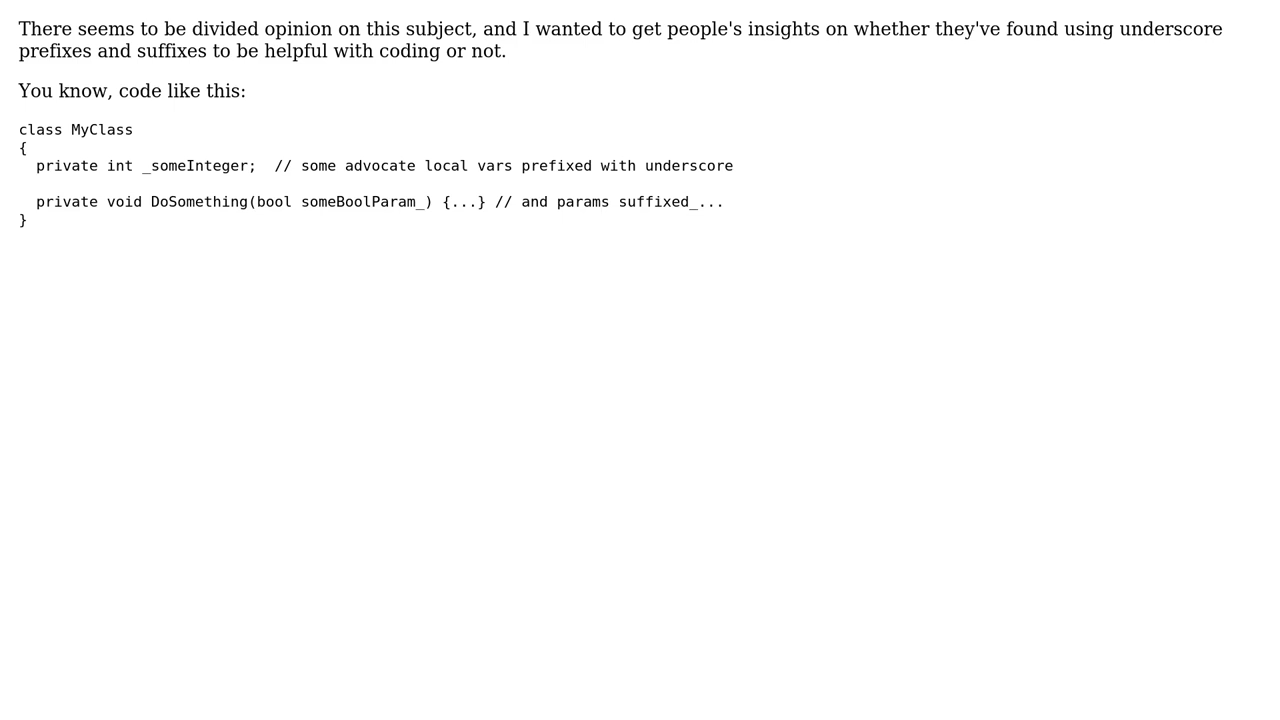 There seems to be divided opinion on this subject, and I wanted to get people's insights on whether they've found using underscore
prefixes and suffixes to be helpful with coding or not.
You know, code like this:
class MyClass
{
  private int _someInteger;  // some advocate local vars prefixed with underscore
  private void DoSomething(bool someBoolParam_) {...} // and params suffixed_...
}